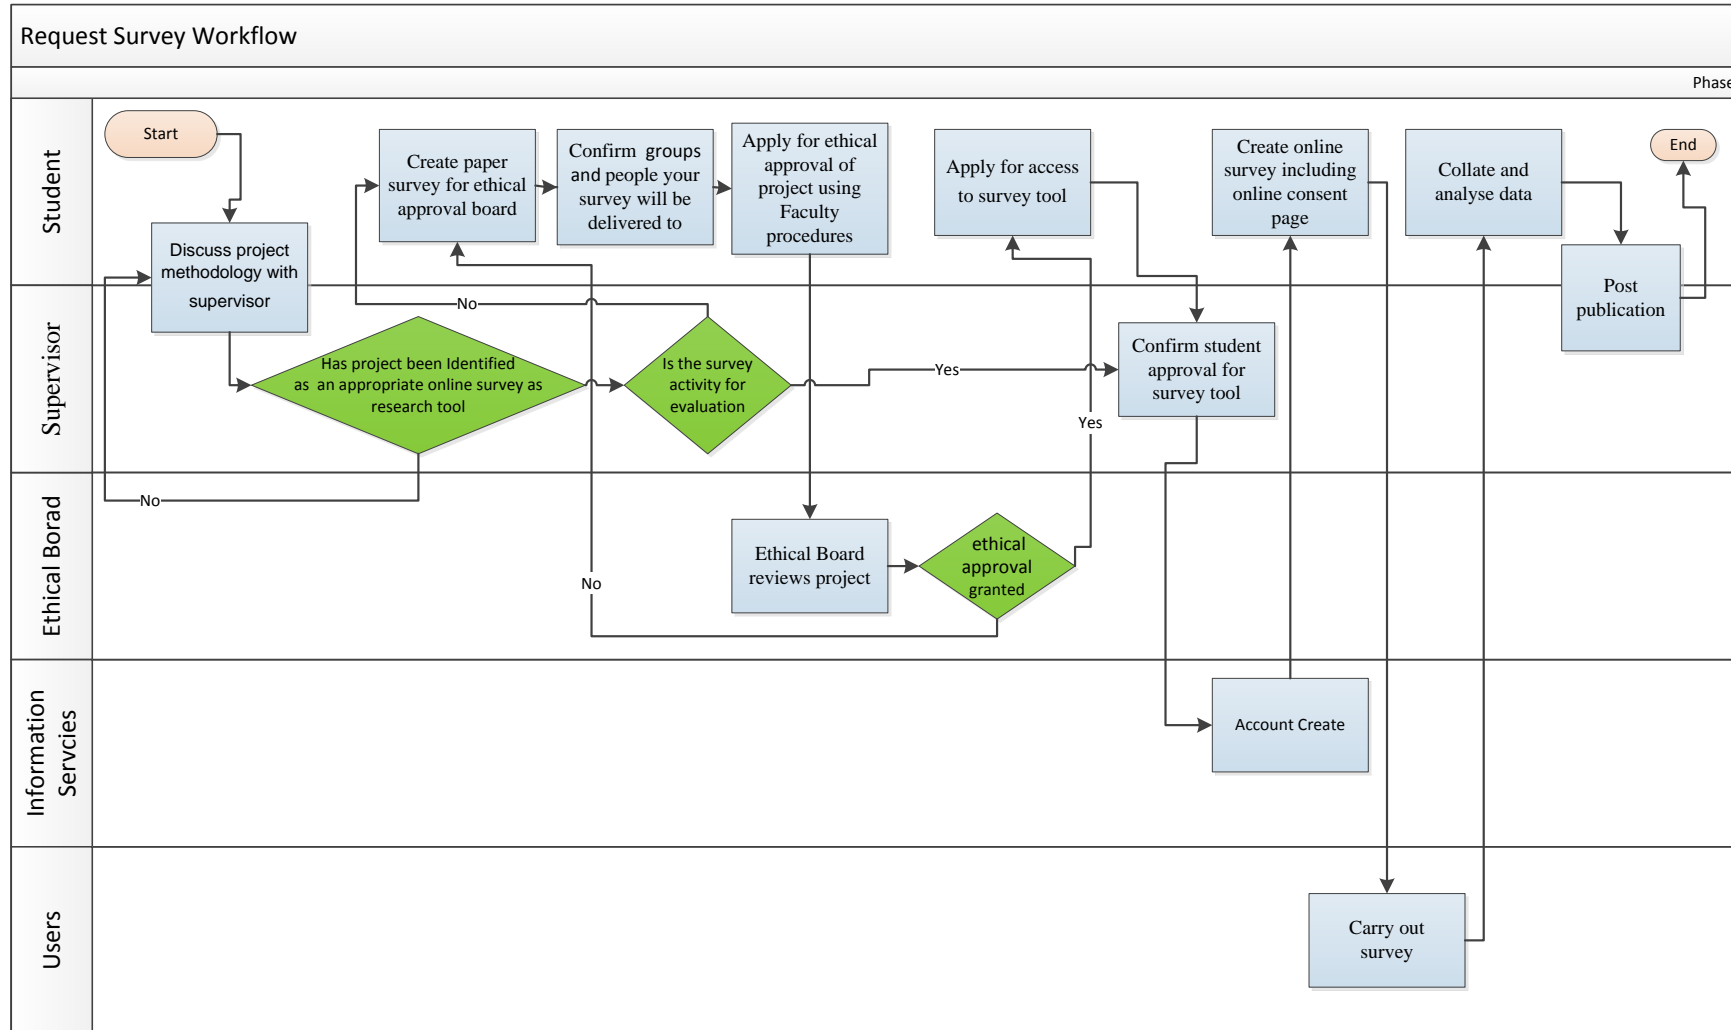 Request Survey Workflow
Phase
Student
Start
Create paper
survey for ethical
approval board
Confirm groups
and people your
survey will be
delivered to
Apply for ethical
approval of
project using
Faculty
procedures
Apply for access
to survey tool
Create online
survey including
online consent
page
Collate and
analyse data
End
Discuss project
methodology with
supervisor
Post
publication
Supervisor
No
Has project been Identified
as an appropriate online survey as
research tool
Is the survey
activity for
evaluation
Yes
Confirm student
approval for
survey tool
Yes
No
Ethical Borad
No
Ethical Board
reviews project
ethical
approval
granted
Information
Servcies
Account Create
Users
Carry out
survey